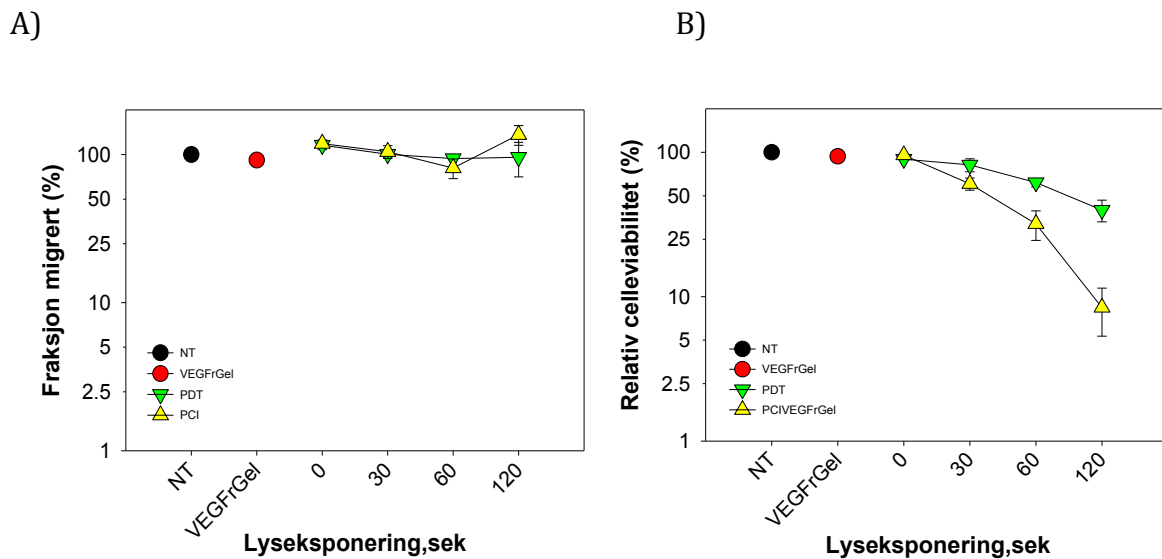 A)
Fraksjon migrert (%)
100
50
25
10
5
2.5
1
NT
VEGFrGel
PDT
PCI
NT
VEGFrGel
0
30
60
120
Lyseksponering,sek
B)
Relativ celleviabilitet (%)
100
50
25
10
5
2.5
1
NT
VEGFrGel
PDT
PCIVEGFrGel
NT
VEGFrGel
0
30
60
120
Lyseksponering,sek